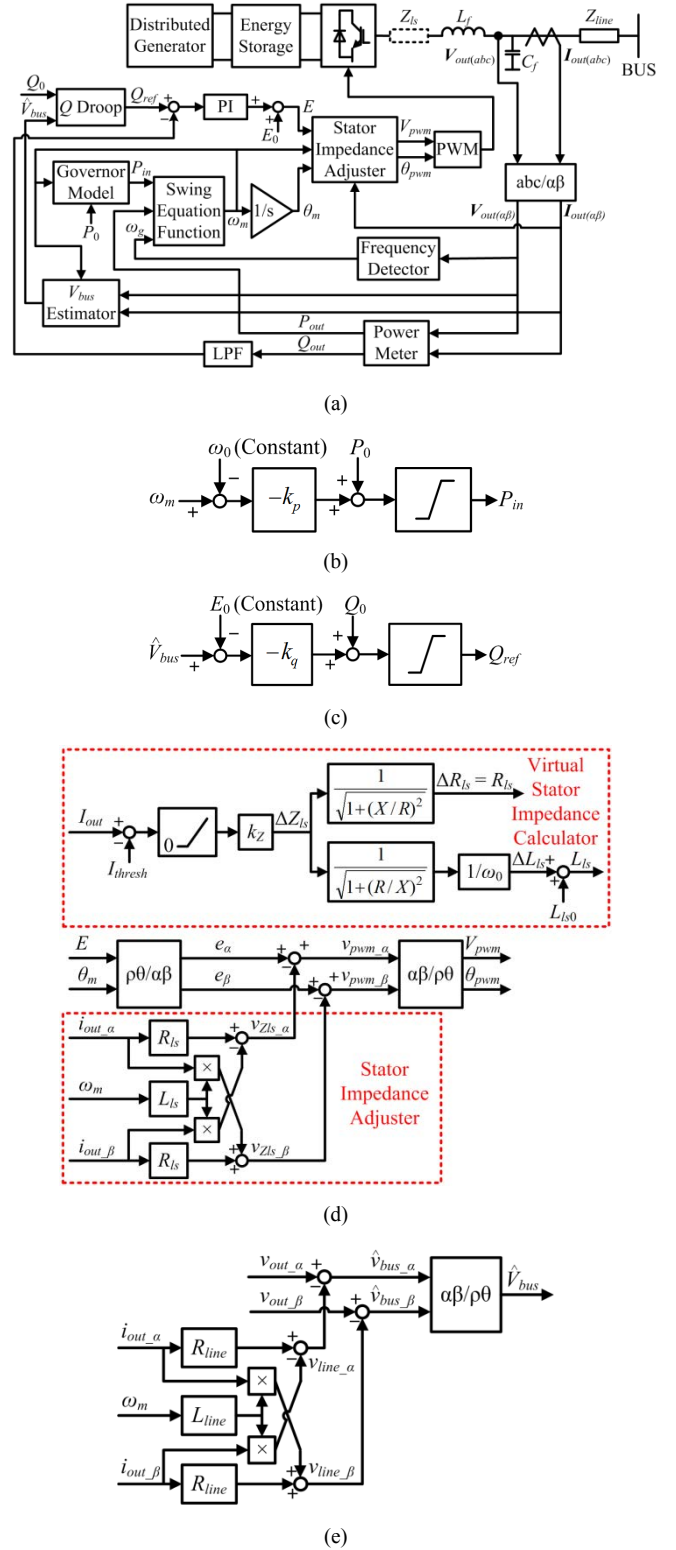 Distributed Generator
Energy Storage
Z_ls
L_f
Z_line
V_out(abc)
C_f
I_out(abc)
BUS
Q_0
V̂_bus
Q Droop
Q_ref
+
−
PI
+
+
E
E_0
Stator Impedance Adjuster
V_pwm
θ_pwm
PWM
abc/αβ
Governor Model
P_in
P_0
Swing Equation Function
ω_g
ω_m
1/s
θ_m
V_out(αβ)
I_out(αβ)
Frequency Detector
V_bus Estimator
P_out
Q_out
Power Meter
LPF
(a)
ω_0 (Constant)
P_0
ω_m
+
−
−k_p
+
+
P_in
(b)
E_0 (Constant)
Q_0
V̂_bus
+
−
−k_q
+
+
Q_ref
(c)
Virtual Stator Impedance Calculator
I_out
+
−
I_thresh
0
k_Z
ΔZ_ls
1/√(1+(X/R)²)
ΔR_ls = R_ls
1/√(1+(R/X)²)
1/ω_0
ΔL_ls
+
+
L_ls
L_ls0
E
θ_m
ρθ/αβ
e_α
e_β
+
−
+
+
−
v_pwm_α
v_pwm_β
αβ/ρθ
V_pwm
θ_pwm
i_out_α
R_ls
+
−
v_Zls_α
×
ω_m
L_ls
×
i_out_β
R_ls
+
+
v_Zls_β
Stator Impedance Adjuster
(d)
v_out_α
+
−
v̂_bus_α
v_out_β
+
−
v̂_bus_β
αβ/ρθ
V̂_bus
i_out_α
R_line
+
−
v_line_α
×
ω_m
L_line
×
i_out_β
R_line
+
+
v_line_β
(e)